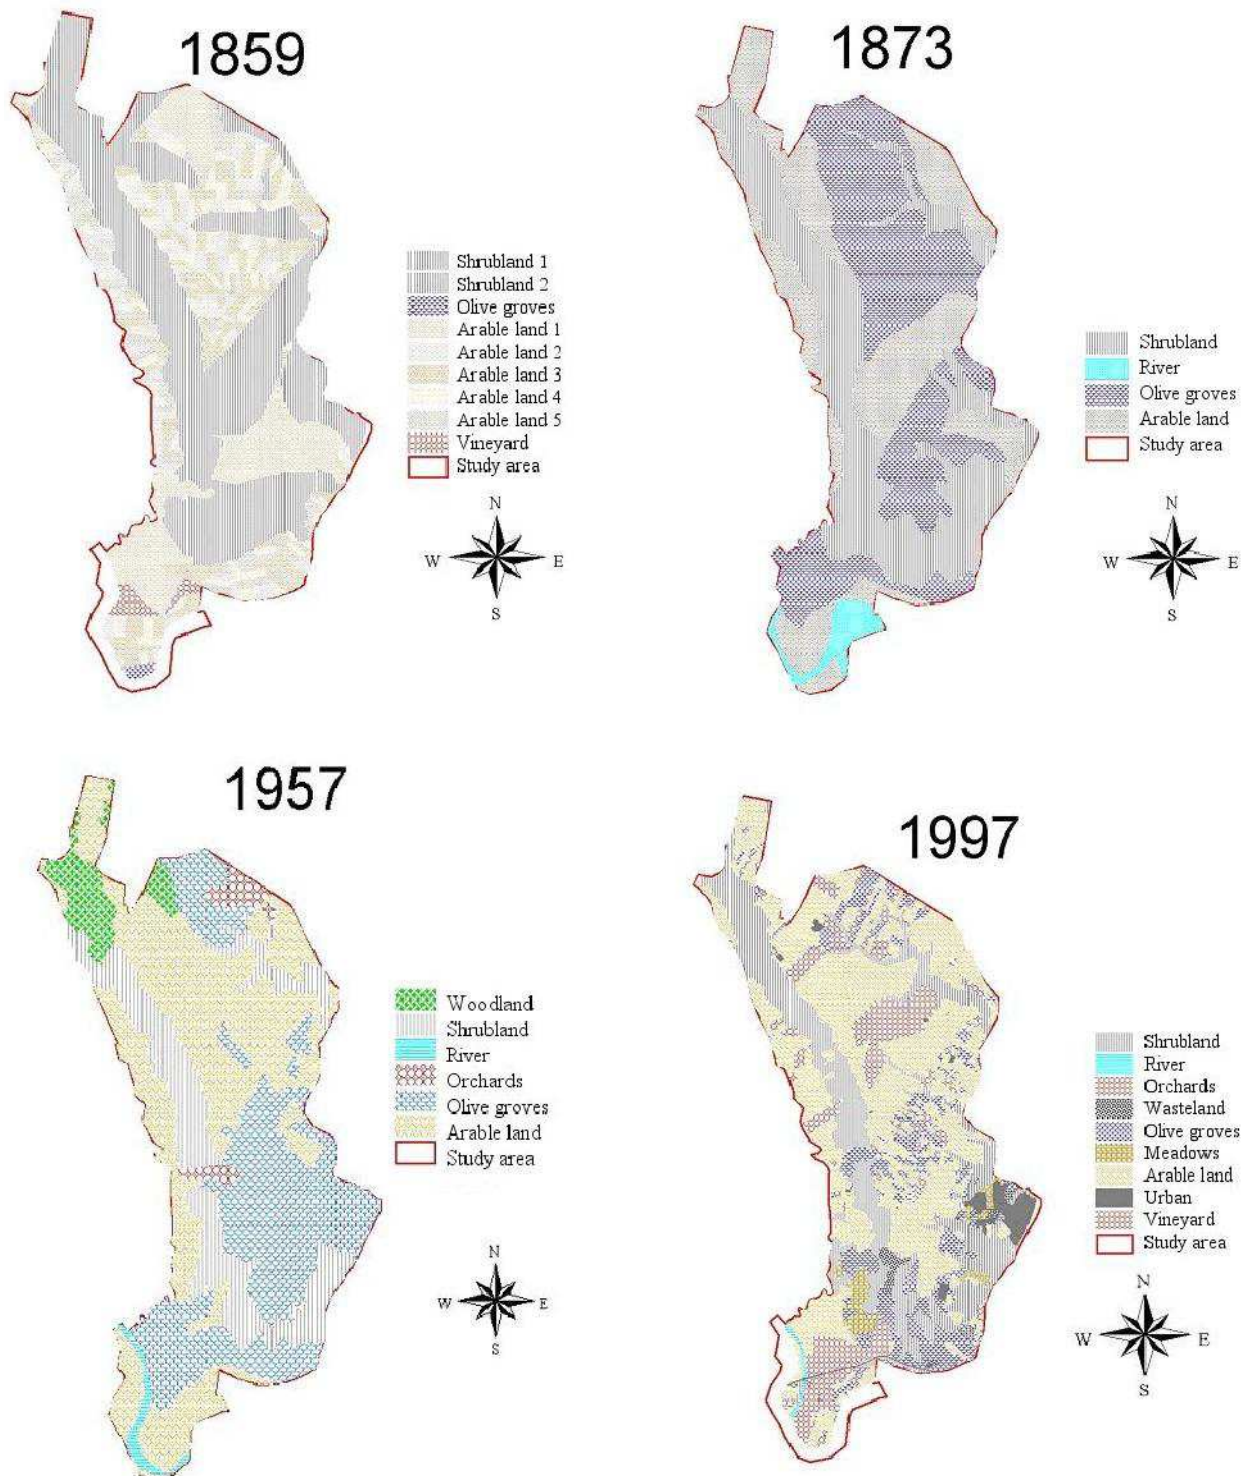 1859
Shrubland 1
Shrubland 2
Olive groves
Arable land 1
Arable land 2
Arable land 3
Arable land 4
Arable land 5
Vineyard
Study area
N
W E
S
1873
Shrubland
River
Olive groves
Arable land
Study area
N
W E
S
1957
Woodland
Shrubland
River
Orchards
Olive groves
Arable land
Study area
N
W E
S
1997
Shrubland
River
Orchards
Wasteland
Olive groves
Meadows
Arable land
Urban
Vineyard
Study area
N
W E
S